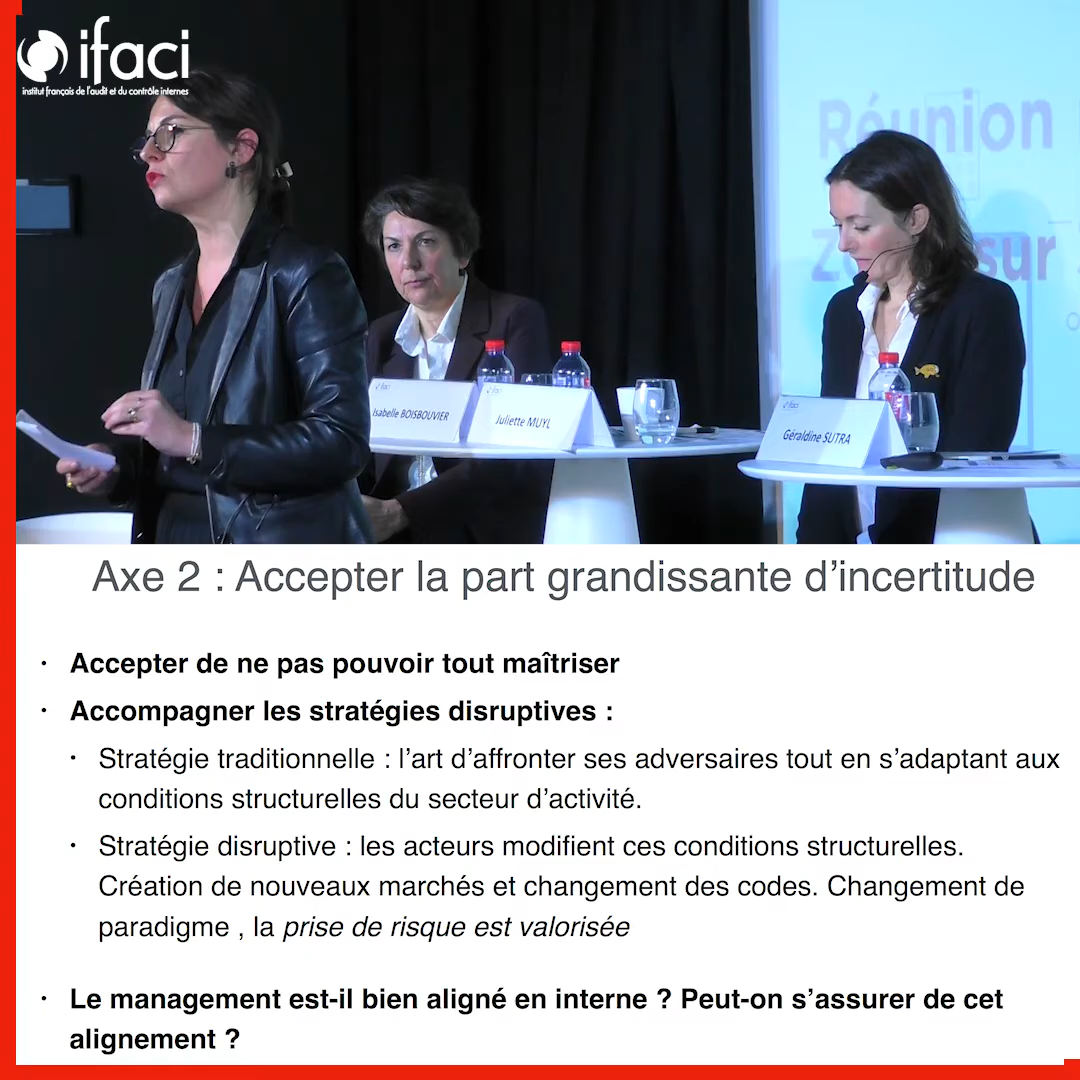 ifaci
institut français de l'audit et du contrôle internes
Réunion
sur
ifaci
Isabelle BOISBOUVIER
ifaci
Juliette MUYL
ifaci
Géraldine SUTRA
Axe 2 : Accepter la part grandissante d’incertitude
· Accepter de ne pas pouvoir tout maîtriser
· Accompagner les stratégies disruptives :
· Stratégie traditionnelle : l’art d’affronter ses adversaires tout en s’adaptant aux
conditions structurelles du secteur d’activité.
· Stratégie disruptive : les acteurs modifient ces conditions structurelles.
Création de nouveaux marchés et changement des codes. Changement de
paradigme , la prise de risque est valorisée
· Le management est-il bien aligné en interne ? Peut-on s’assurer de cet
alignement ?